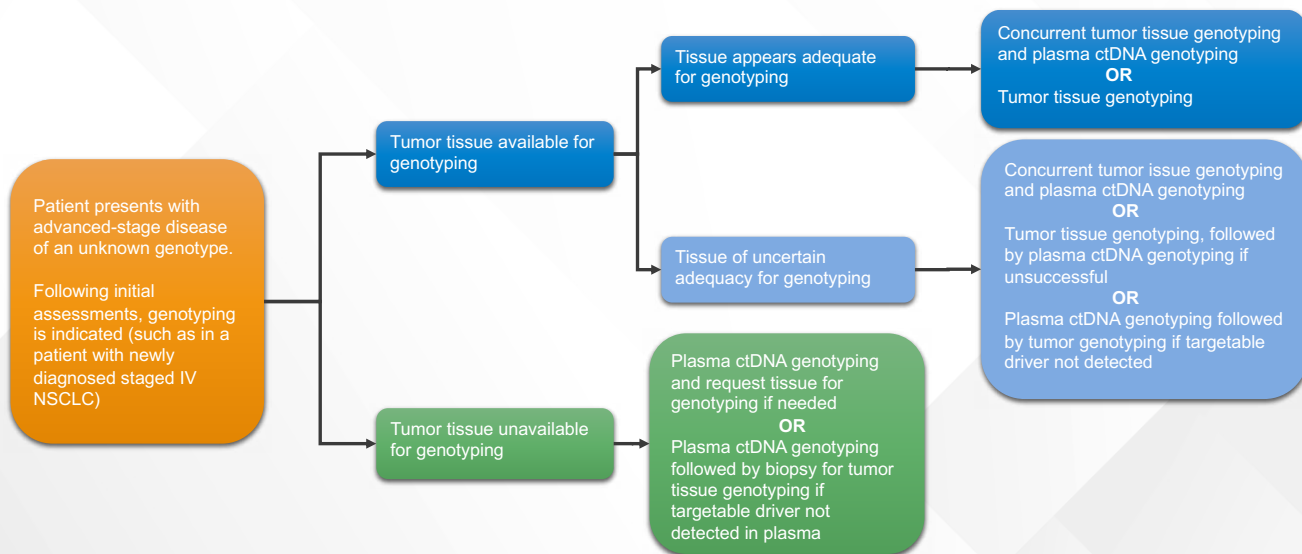 Patient presents with
advanced-stage disease
of an unknown genotype.
Following initial
assessments, genotyping
is indicated (such as in a
patient with newly
diagnosed staged IV
NSCLC)
Tumor tissue available for
genotyping
Tissue appears adequate
for genotyping
Concurrent tumor tissue genotyping
and plasma ctDNA genotyping
OR
Tumor tissue genotyping
Tissue of uncertain
adequacy for genotyping
Concurrent tumor issue genotyping
and plasma ctDNA genotyping
OR
Tumor tissue genotyping, followed
by plasma ctDNA genotyping if
unsuccessful
OR
Plasma ctDNA genotyping followed
by tumor genotyping if targetable
driver not detected
Tumor tissue unavailable
for genotyping
Plasma ctDNA genotyping
and request tissue for
genotyping if needed
OR
Plasma ctDNA genotyping
followed by biopsy for tumor
tissue genotyping if
targetable driver not
detected in plasma